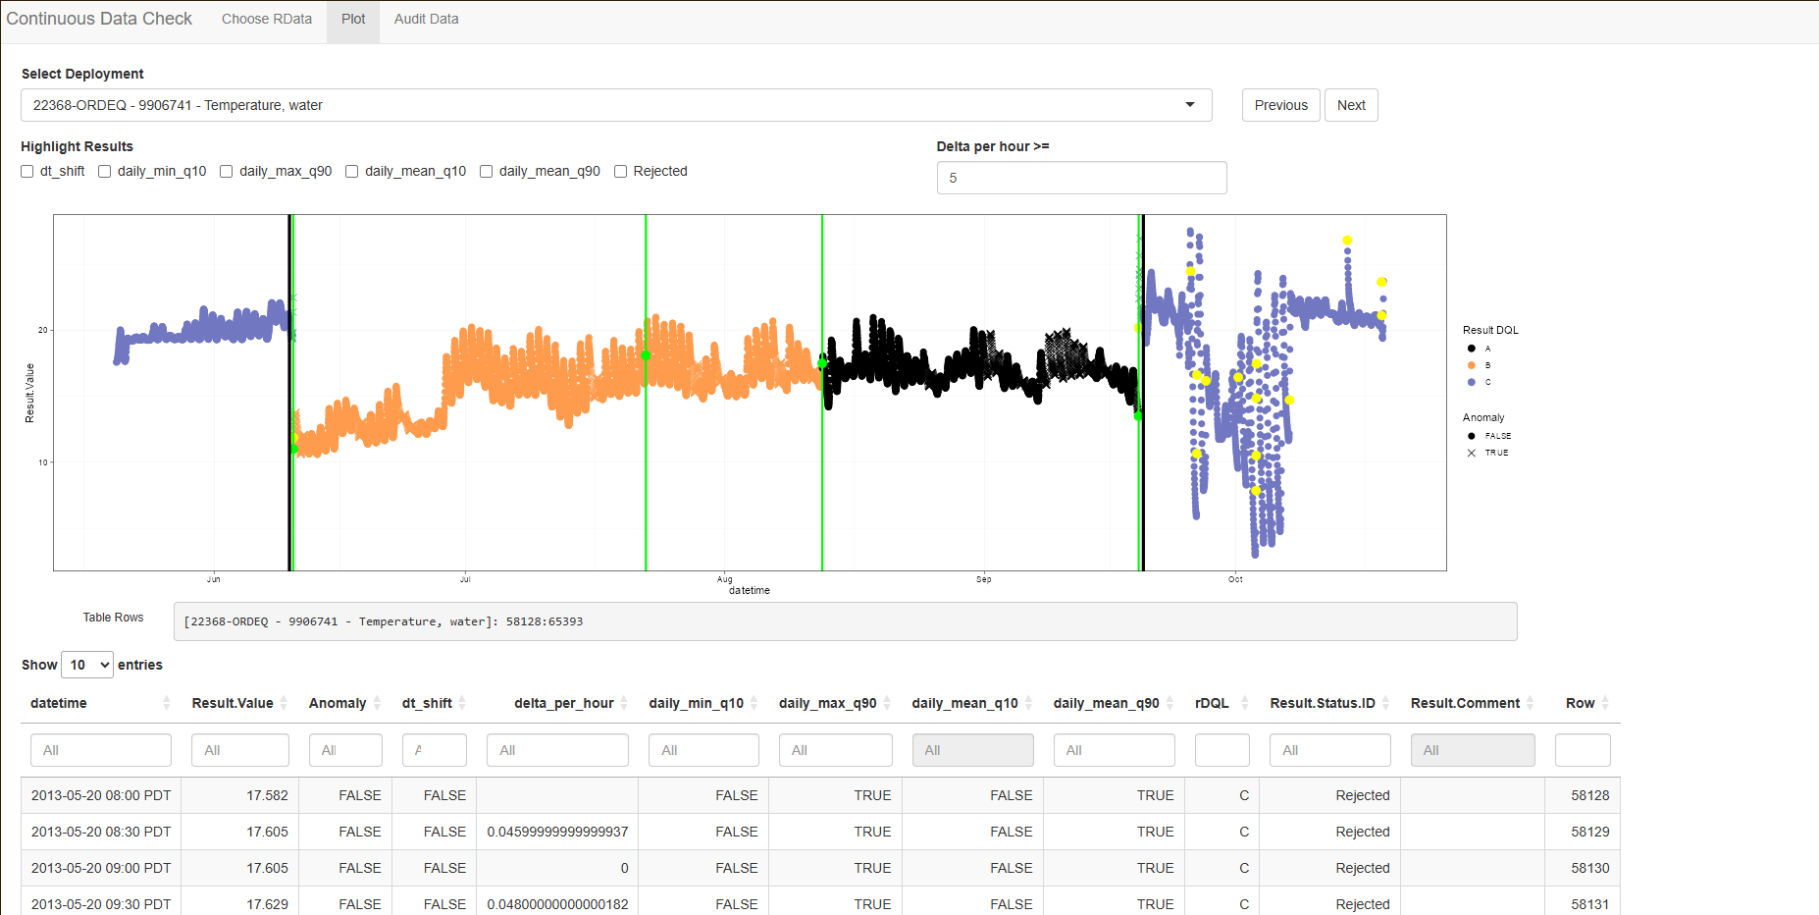 Continuous Data Check Choose RData Plot Audit Data
Select Deployment
22368-ORDEQ - 9906741 - Temperature, water Previous Next
Highlight Results Delta per hour >=
dt_shift daily_min_q10 daily_max_q90 daily_mean_q10 daily_mean_q90 Rejected 5
Result.Value
20
10
Jun Jul Aug Sep Oct
datetime
Result DQL
A
B
C
Anomaly
FALSE
TRUE
Table Rows [22368-ORDEQ - 9906741 - Temperature, water]: 58128:65393
Show 10 entries
datetime Result.Value Anomaly dt_shift delta_per_hour daily_min_q10 daily_max_q90 daily_mean_q10 daily_mean_q90 rDQL Result.Status.ID Result.Comment Row
All All All All All All All All All All
2013-05-20 08:00 PDT 17.582 FALSE FALSE FALSE TRUE FALSE TRUE C Rejected 58128
2013-05-20 08:30 PDT 17.605 FALSE FALSE 0.04599999999999937 FALSE TRUE FALSE TRUE C Rejected 58129
2013-05-20 09:00 PDT 17.605 FALSE FALSE 0 FALSE TRUE FALSE TRUE C Rejected 58130
2013-05-20 09:30 PDT 17.629 FALSE FALSE 0.04800000000000182 FALSE TRUE FALSE TRUE C Rejected 58131